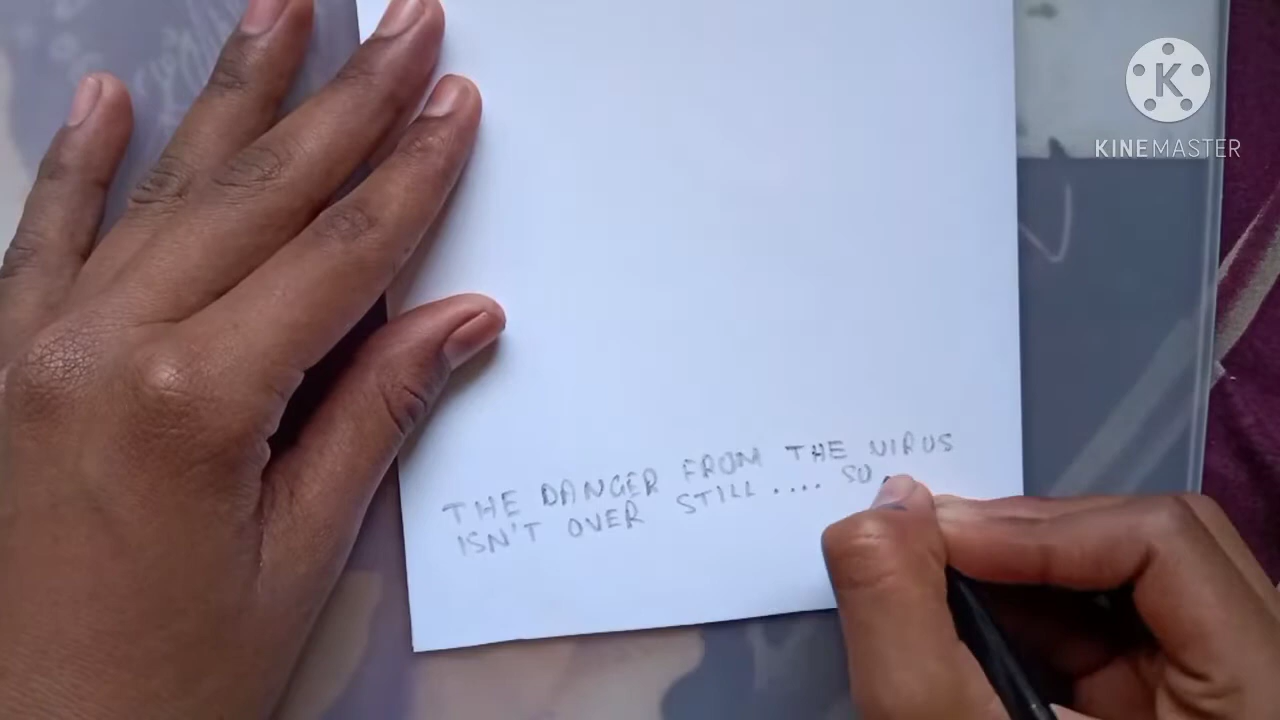 THE DANGER FROM THE VIRUS
ISN'T OVER STILL .... SO
K
KINEMASTER